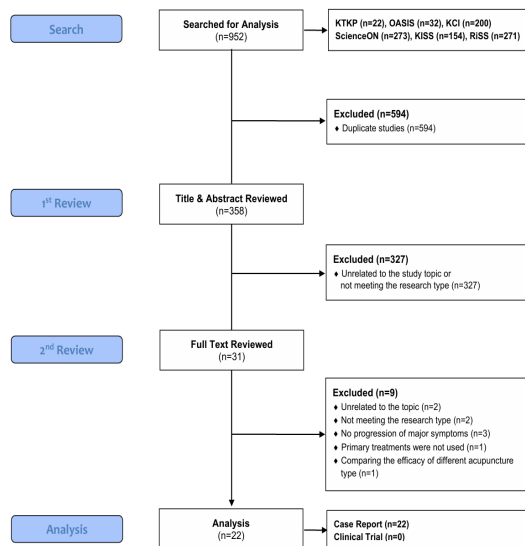 Search
Searched for Analysis
(n=952)
KTKP(n=22), OASIS(n=32), KCI(n=200)
ScienceON(n=273), KISS(n=154), RiSS(n=271)
Excluded (n=594)
♦ Duplicate studies (n=594)
1st Review
Title & Abstract Reviewed
(n=358)
Excluded (n=327)
♦ Unrelated to the study topic or
not meeting the research type (n=327)
2nd Review
Full Text Reviewed
(n=31)
Excluded (n=9)
♦ Unrelated to the topic (n=2)
♦ Not meeting the research type (n=2)
♦ No progression of major symptoms (n=3)
♦ Primary treatments were not used (n=1)
♦ Comparing the efficacy of different acupuncture
type (n=1)
Analysis
Analysis
(n=22)
Case Report (n=22)
Clinical Trial (n=0)